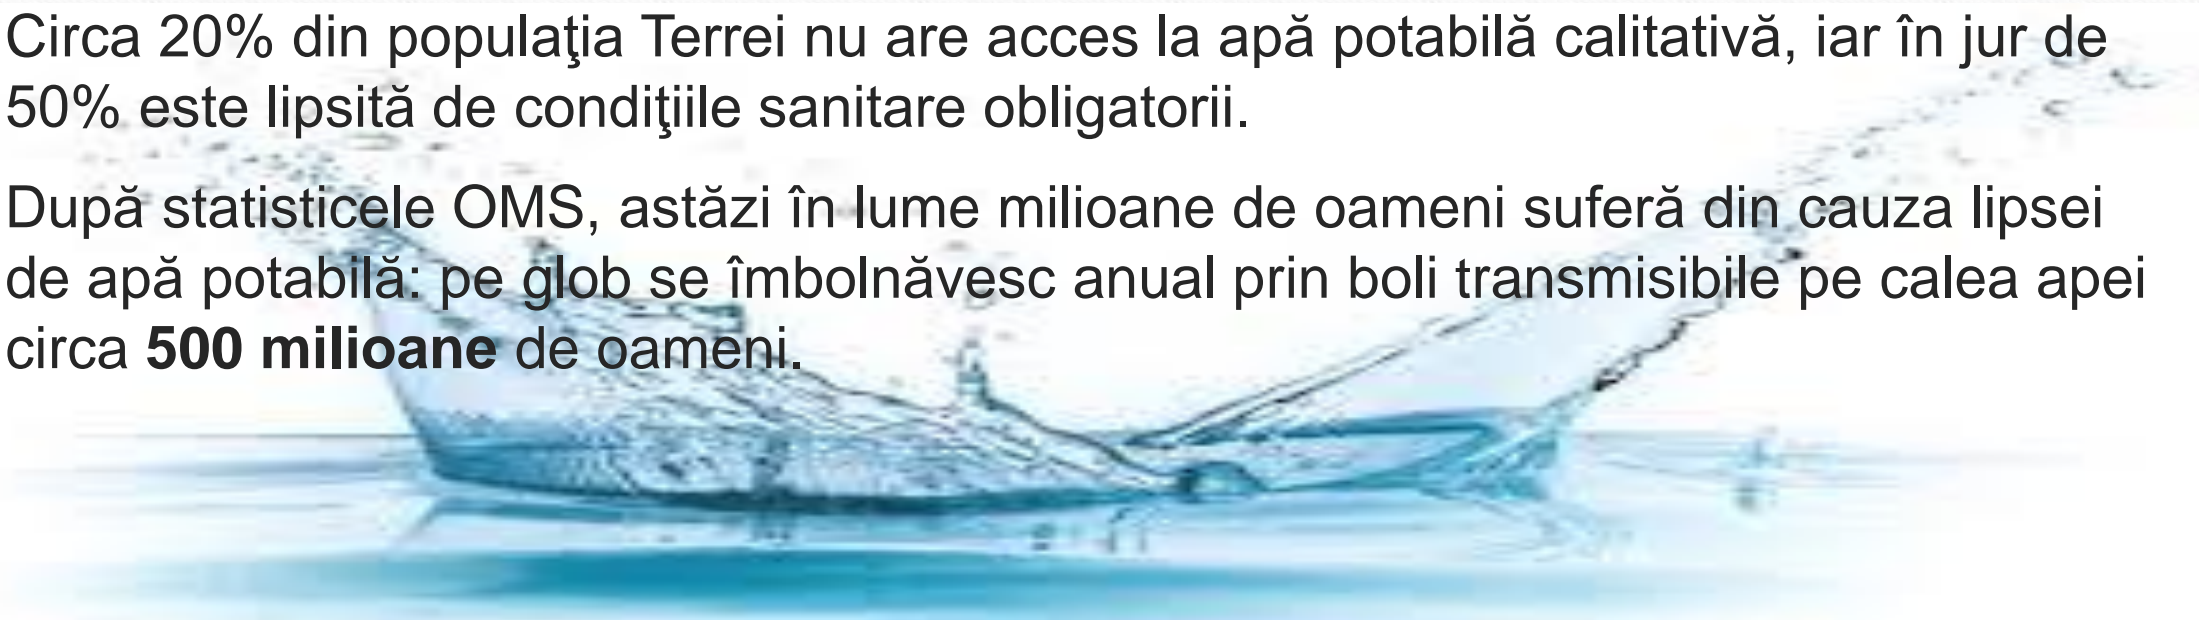 Circa 20% din populaţia Terrei nu are acces la apă potabilă calitativă, iar în jur de
50% este lipsită de condiţiile sanitare obligatorii.
După statisticele OMS, astăzi în lume milioane de oameni suferă din cauza lipsei
de apă potabilă: pe glob se îmbolnăvesc anual prin boli transmisibile pe calea apei
circa 500 milioane de oameni.